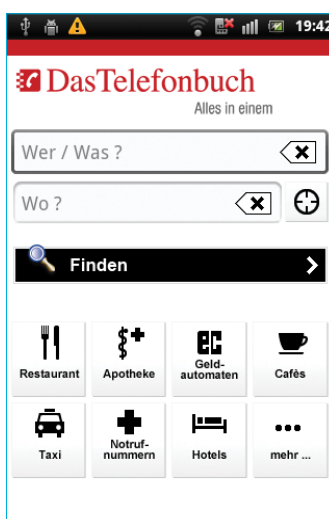 19:42
DasTelefonbuch
Alles in einem
Wer / Was ?
Wo ?
Finden
Restaurant
Apotheke
EC
Geld-
automaten
Cafés
Taxi
Notruf-
nummern
Hotels
mehr ...